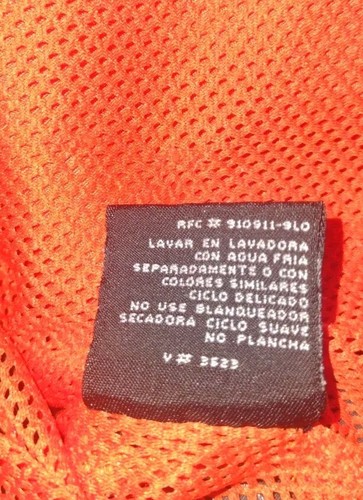 RFC # 910911-9L0
LAVAR EN LAVADORA
CON AGUA FRIA
SEPARADAMENTE O CON
COLORES SIMILARES
CICLO DELICADO
NO USE BLANQUEADOR
SECADORA CICLO SUAVE
NO PLANCHA
V # 3523